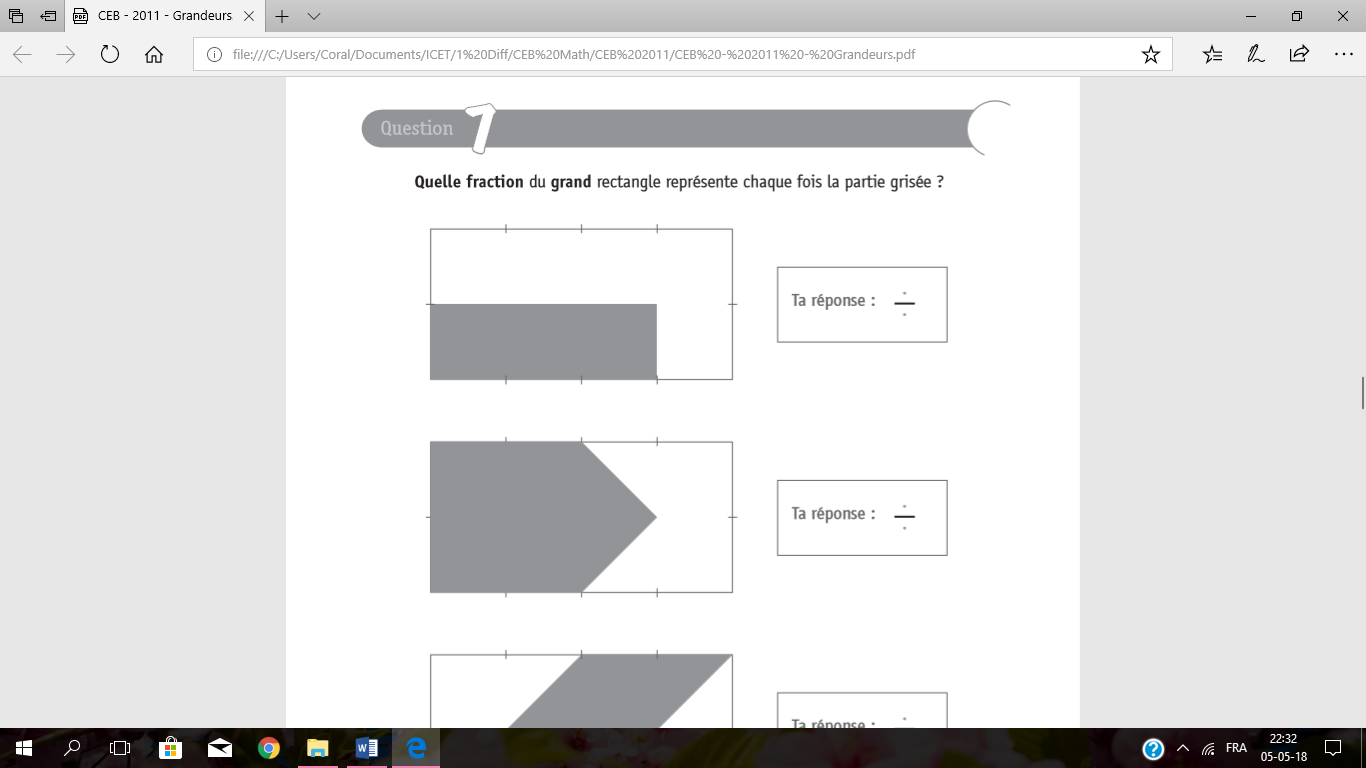 CEB - 2011 - Grandeurs
file:///C:/Users/Coral/Documents/ICET/1%20Diff/CEB%20Math/CEB%202011/CEB%20-%202011%20-%20Grandeurs.pdf
Question 1
Quelle fraction du grand rectangle représente chaque fois la partie grisée ?
Ta réponse :
Ta réponse :
Ta réponse :
FRA
22:32
05-05-18